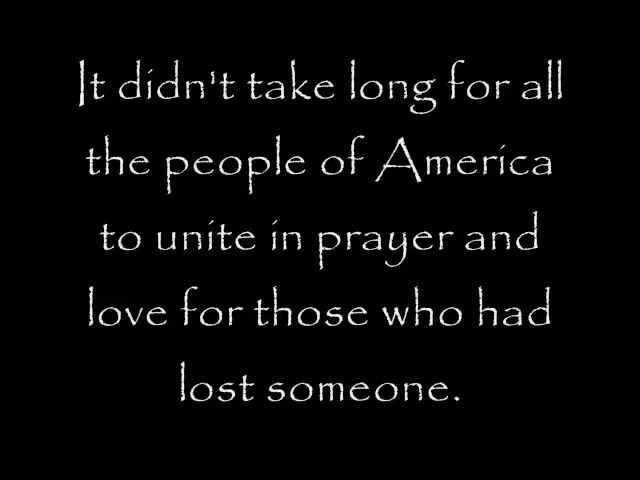 It didn't take long for all
the people of America
to unite in prayer and
love for those who had
lost someone.